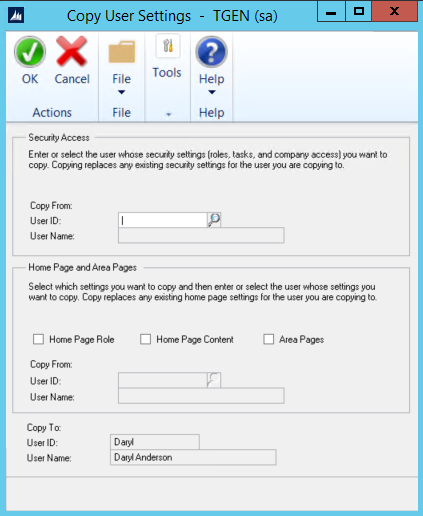 Copy User Settings - TGEN (sa)
OK Cancel File Tools Help
Actions File Help
Security Access
Enter or select the user whose security settings (roles, tasks, and company access) you want to
copy. Copying replaces any existing security settings for the user you are copying to.
Copy From:
User ID:
User Name:
Home Page and Area Pages
Select which settings you want to copy and then enter or select the user whose settings you
want to copy. Copy replaces any existing home page settings for the user you are copying to.
Home Page Role Home Page Content Area Pages
Copy From:
User ID:
User Name:
Copy To:
User ID: Daryl
User Name: Daryl Anderson